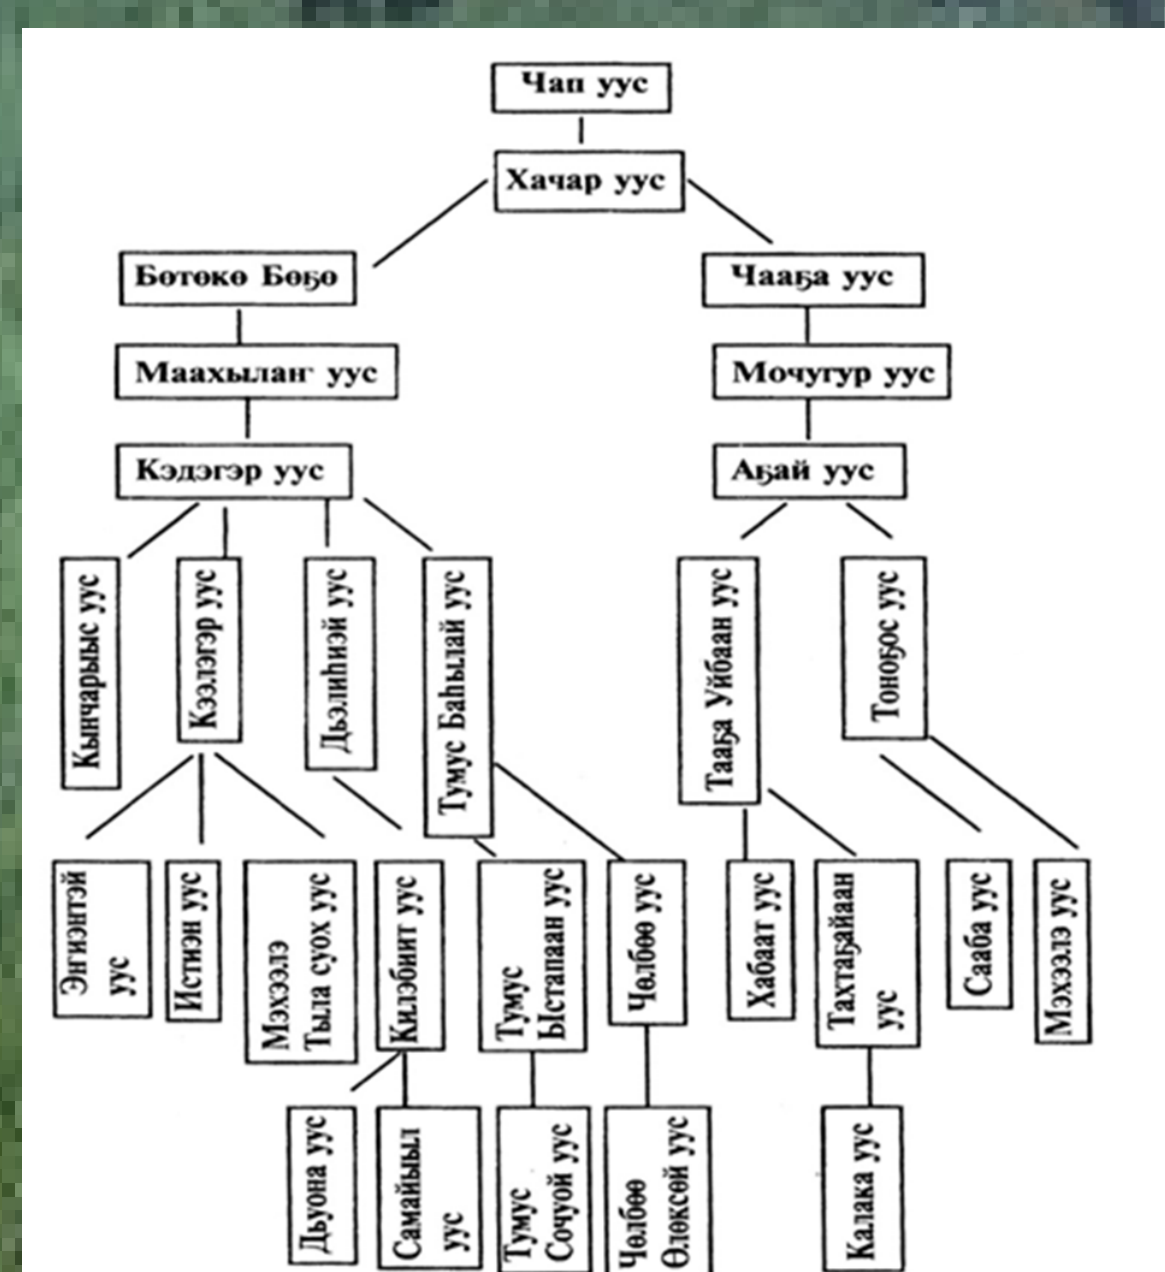 Чап уус
Хачар уус
Ботоко Боҕо
Чааҕа уус
Маахылаҥ уус
Мочугур уус
Кэдэгэр уус
Аҕай уус
Кынчарыыс уус
Кээлэгэр уус
Дьэлиһиэй уус
Тумус Баһылай уус
Тааҕа Уйбаан уус
Тоноҕос уус
Эҥиэнтэй
уус
Истиэн уус
Мэхээлэ
Тыла суох уус
Килэбиит уус
Тумус
Ыстапаан уус
Чөлбөө уус
Хабаат уус
Тахтаҕайаан
уус
Сааба уус
Мэхээлэ уус
Дьуона уус
Самайыыл
уус
Тумус
Сочуой уус
Чөлбөө
Өлөксөй уус
Калака уус